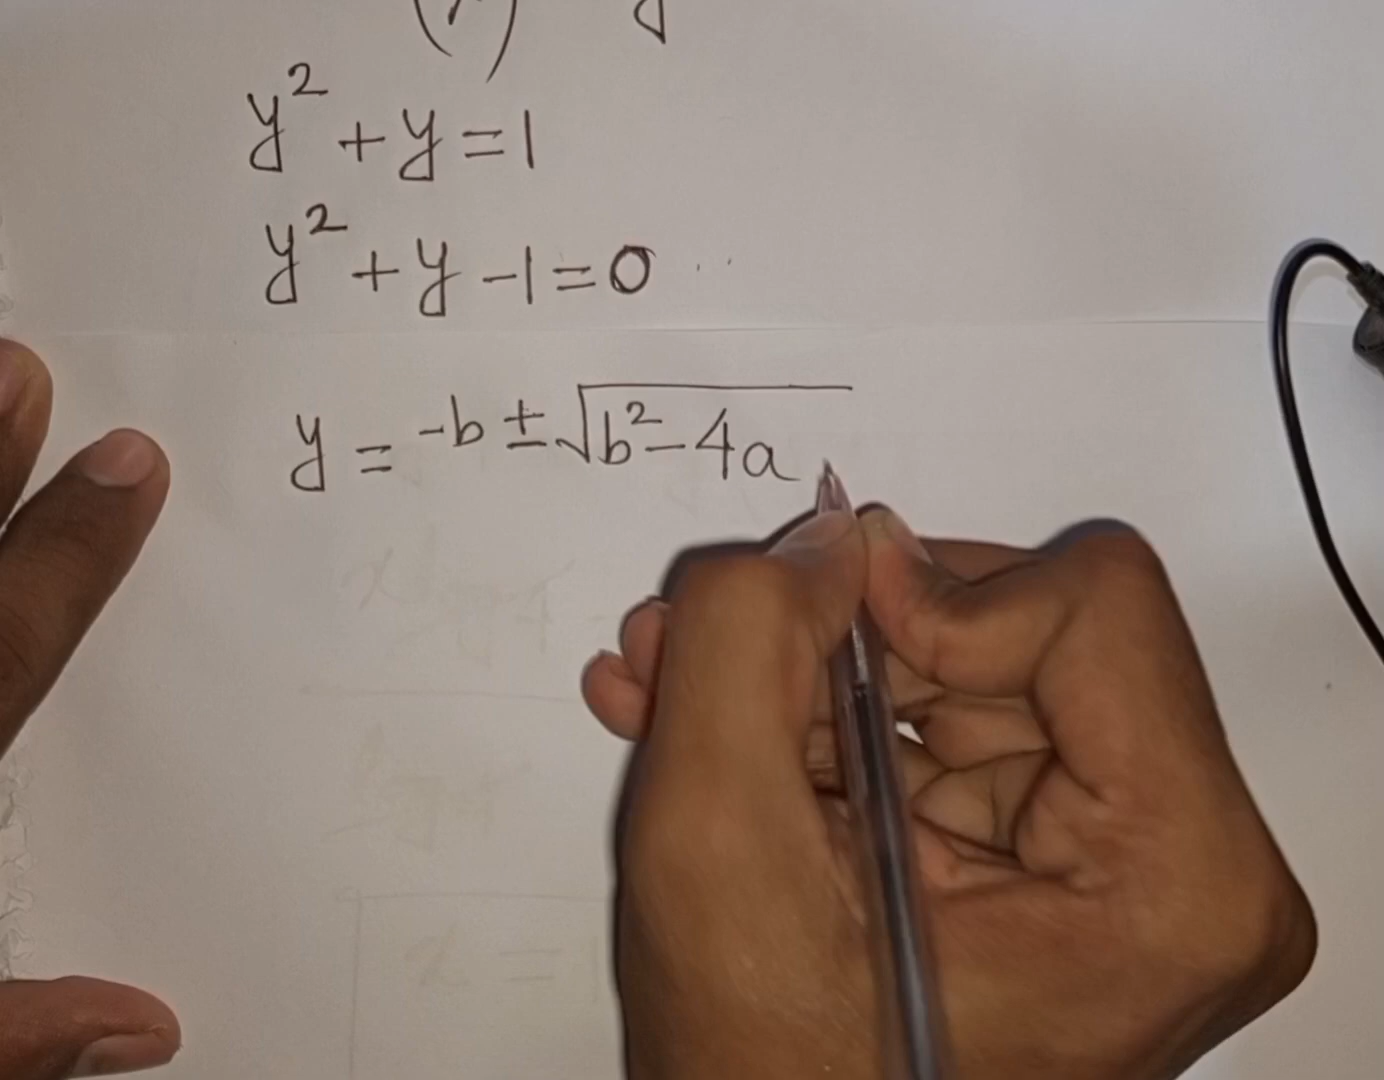 y² + y = 1
y² + y - 1 = 0
y = -b ± √b² - 4a